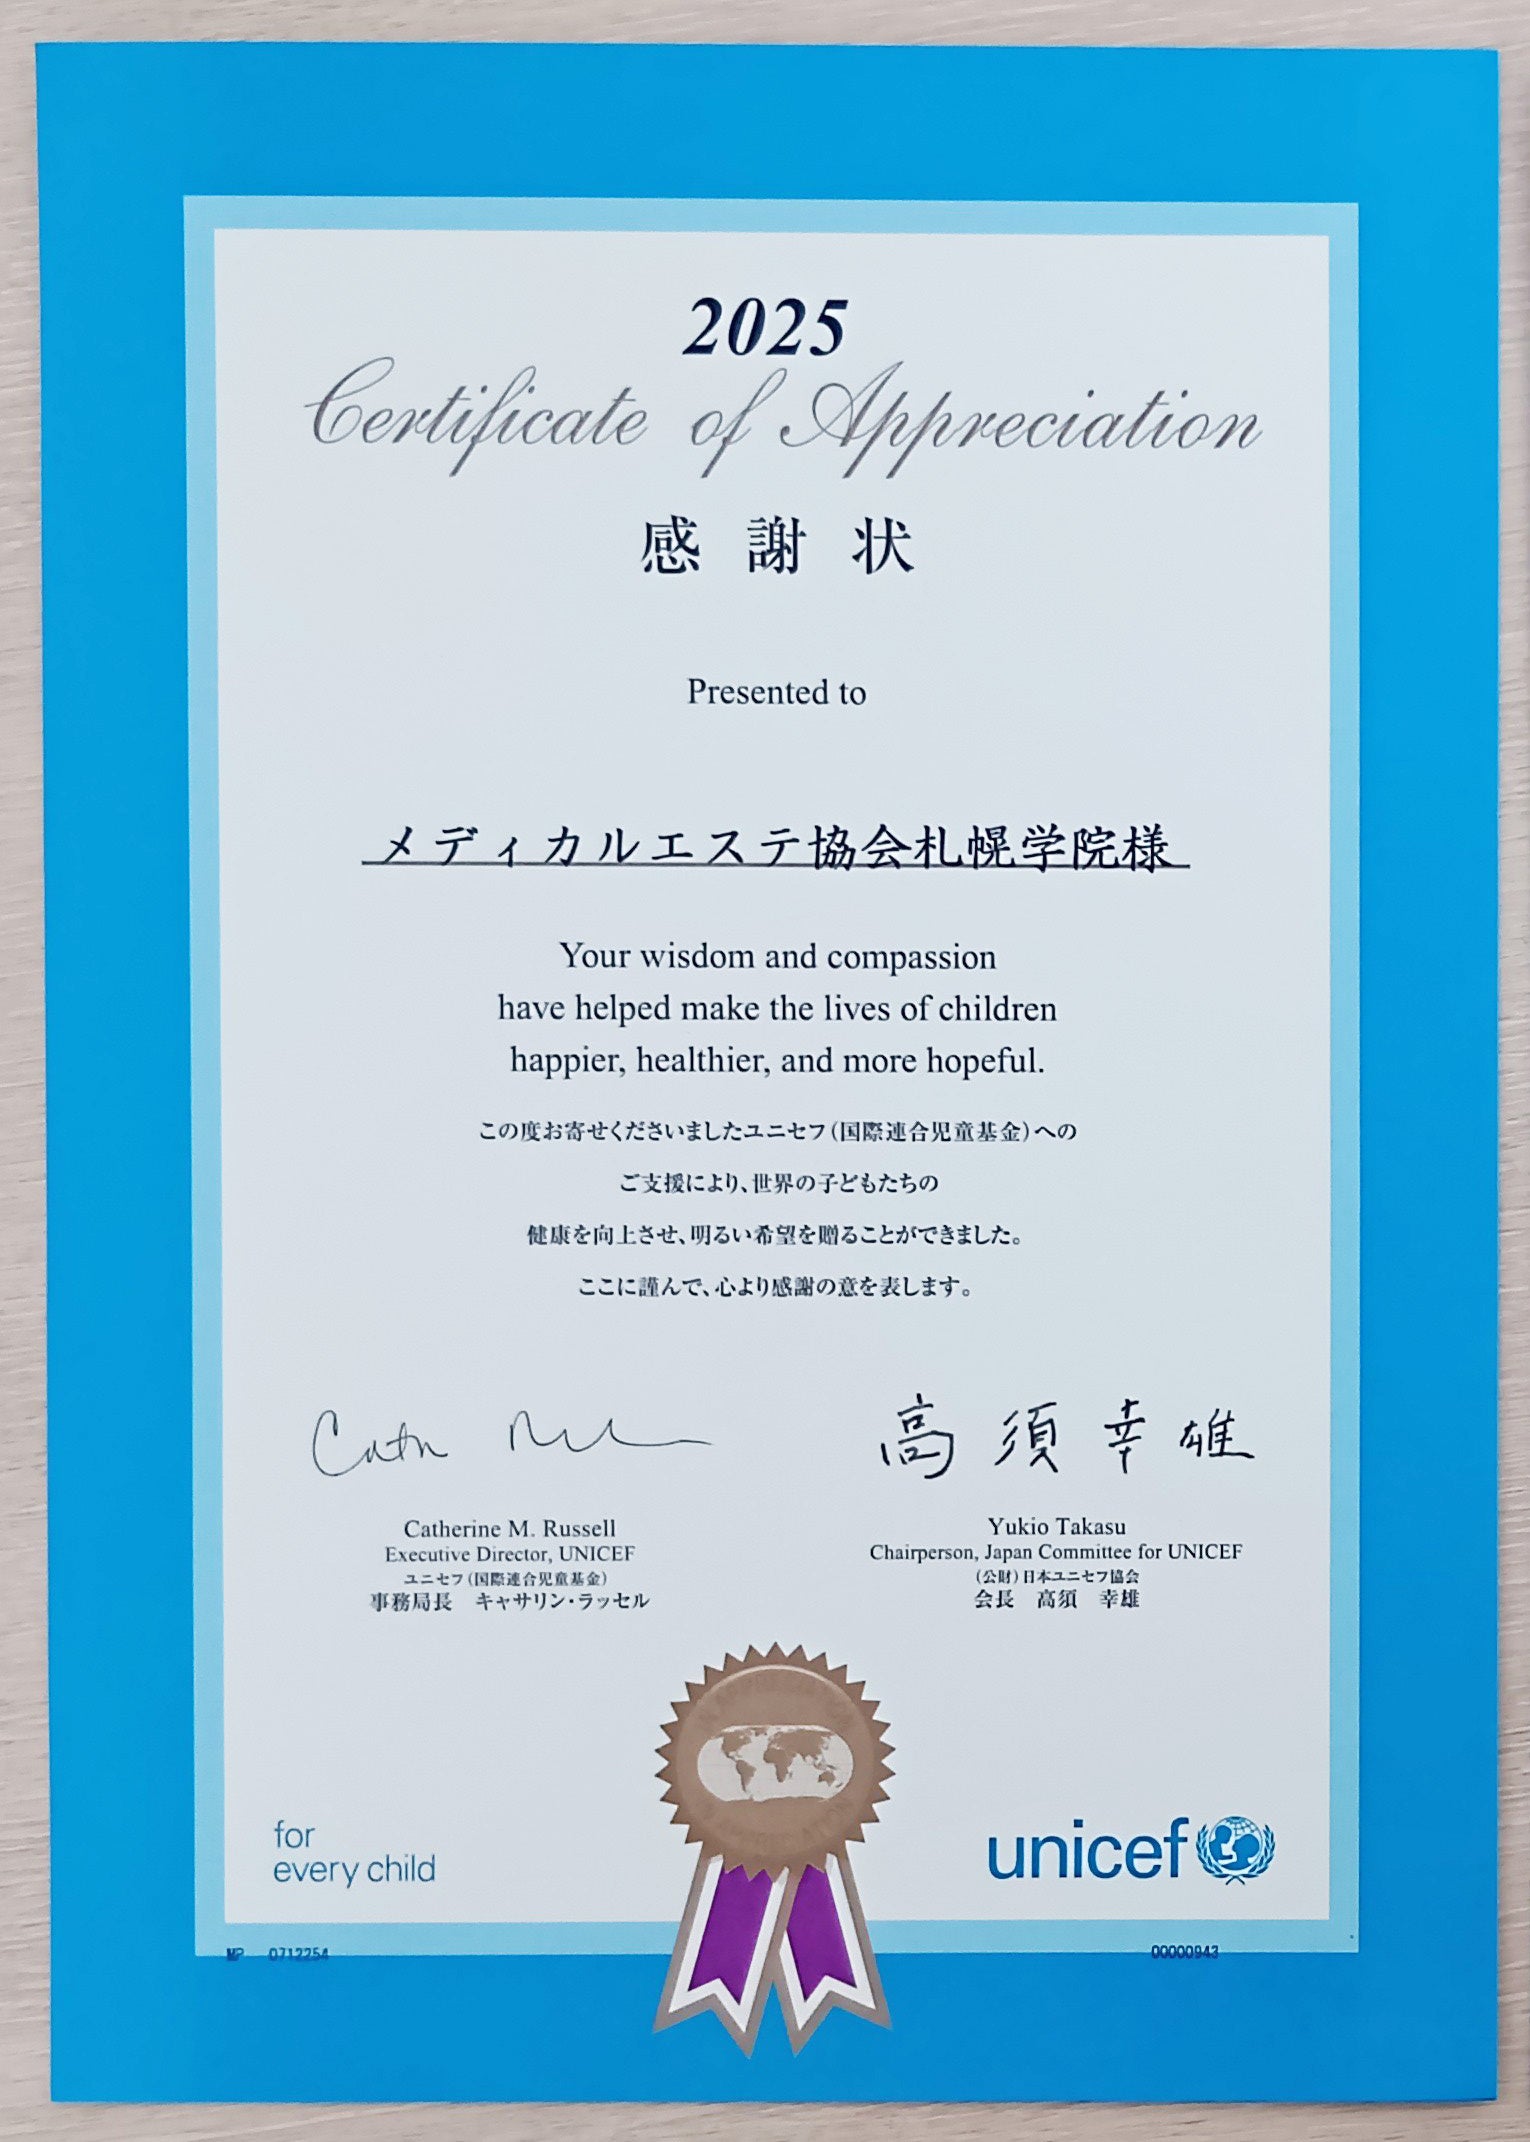 2025
Certificate of Appreciation
感謝状
Presented to
メディカルエステ協会札幌学院様
Your wisdom and compassion
have helped make the lives of children
happier, healthier, and more hopeful.
この度お寄せくださいましたユニセフ(国際連合児童基金)への
ご支援により、世界の子どもたちの
健康を向上させ、明るい希望を贈ることができました。
ここに謹んで、心より感謝の意を表します。
高須幸雄
Catherine M. Russell
Executive Director, UNICEF
ユニセフ(国際連合児童基金)
事務局長 キャサリン・ラッセル
Yukio Takasu
Chairperson, Japan Committee for UNICEF
(公財)日本ユニセフ協会
会長 高須 幸雄
for
every child
unicef
MP 0712254
00000943